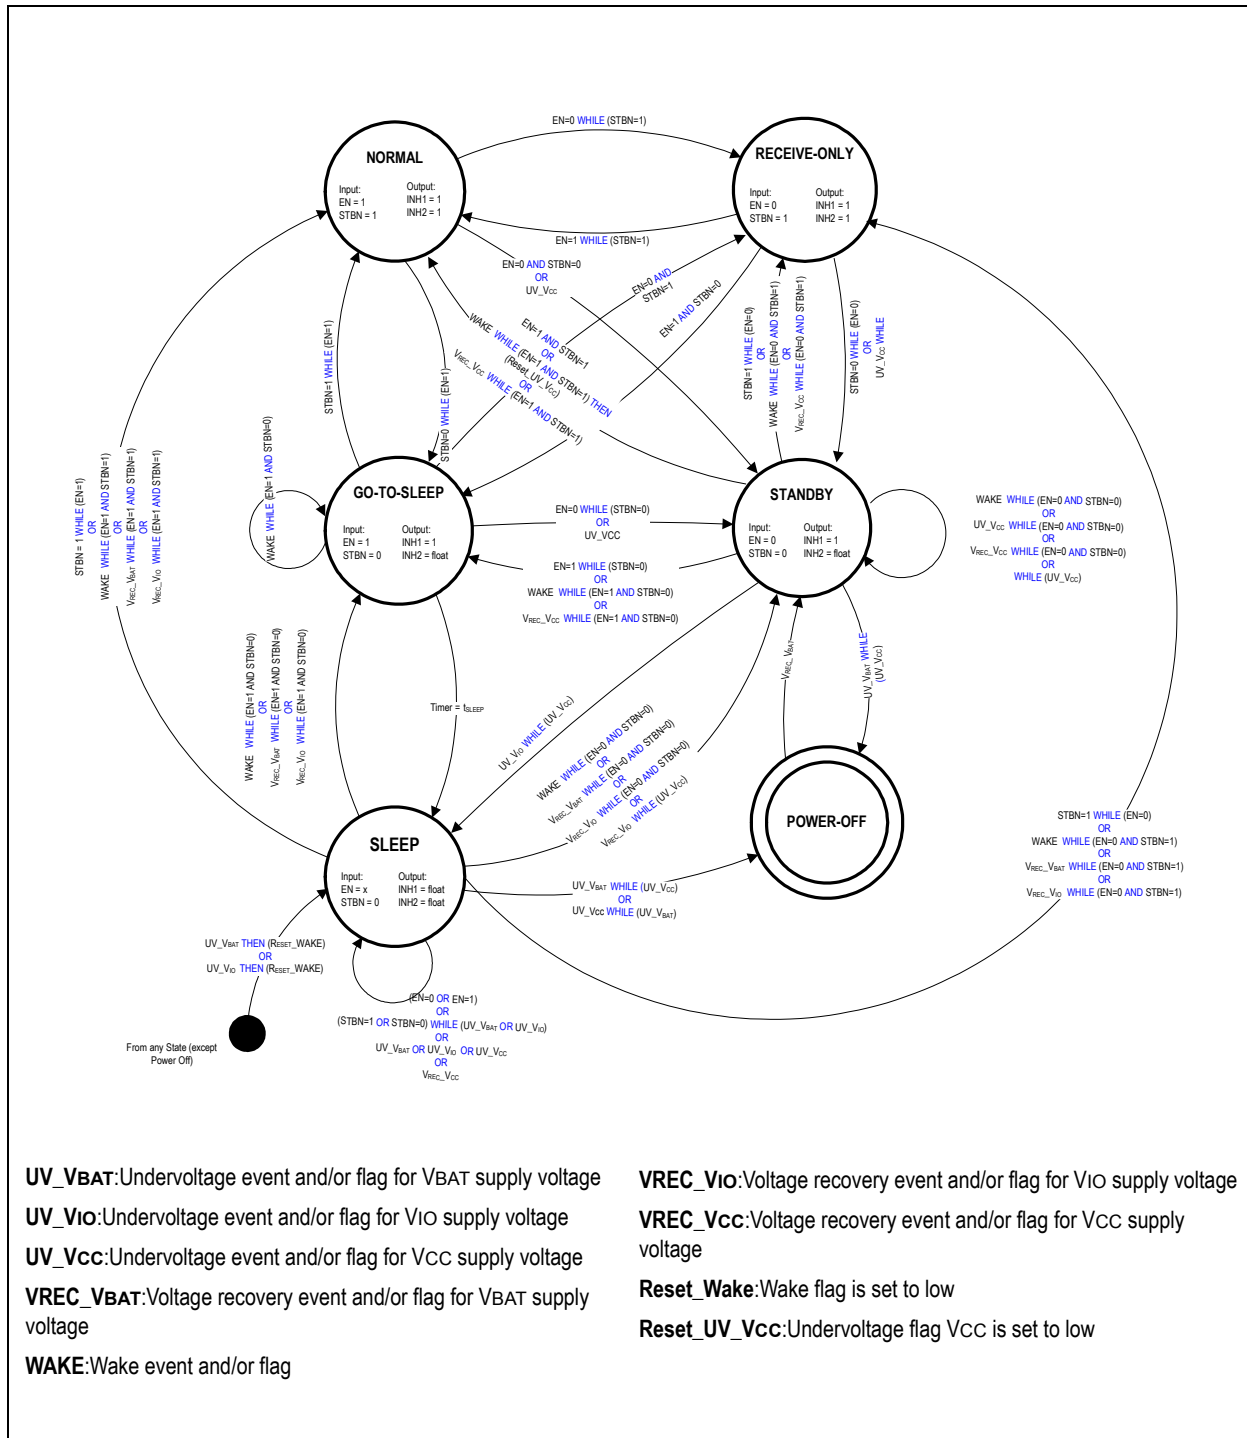 EN=0 WHILE (STBN=1)
NORMAL
Input:
EN = 1
STBN = 1
Output:
INH1 = 1
INH2 = 1
RECEIVE-ONLY
Input:
EN = 0
STBN = 1
Output:
INH1 = 1
INH2 = 1
EN=1 WHILE (STBN=1)
EN=0 AND STBN=0
OR
UV_VCC
EN=0 AND
STBN=1
EN=1 AND STBN=0
EN=1 AND STBN=1
OR
WAKE WHILE (EN=1 AND STBN=1) THEN
(Reset_UV_VCC)
OR
VREC_VCC WHILE (EN=1 AND STBN=1)
STBN=1 WHILE (EN=0)
OR
WAKE WHILE (EN=0 AND STBN=1)
OR
VREC_VCC WHILE (EN=0 AND STBN=1)
STBN=0 WHILE (EN=0)
OR
UV_VCC WHILE
STBN=1 WHILE (EN=1)
STBN=0 WHILE (EN=1)
STBN = 1 WHILE (EN=1)
OR
WAKE WHILE (EN=1 AND STBN=1)
OR
VREC_VBAT WHILE (EN=1 AND STBN=1)
OR
VREC_VIO WHILE (EN=1 AND STBN=1)
WAKE WHILE (EN=1 AND STBN=0)
GO-TO-SLEEP
Input:
EN = 1
STBN = 0
Output:
INH1 = 1
INH2 = float
EN=0 WHILE (STBN=0)
OR
UV_VCC
STANDBY
Input:
EN = 0
STBN = 0
Output:
INH1 = 1
INH2 = float
WAKE WHILE (EN=0 AND STBN=0)
OR
UV_VCC WHILE (EN=0 AND STBN=0)
OR
VREC_VCC WHILE (EN=0 AND STBN=0)
OR
WHILE (UV_VCC)
EN=1 WHILE (STBN=0)
OR
WAKE WHILE (EN=1 AND STBN=0)
OR
VREC_VCC WHILE (EN=1 AND STBN=0)
WAKE WHILE (EN=1 AND STBN=0)
OR
VREC_VBAT WHILE (EN=1 AND STBN=0)
OR
VREC_VIO WHILE (EN=1 AND STBN=0)
Timer = tSLEEP
UV_VIO WHILE (UV_VCC)
WAKE WHILE (EN=0 AND STBN=0)
OR
VREC_VBAT WHILE (EN=0 AND STBN=0)
OR
VREC_VIO WHILE (EN=0 AND STBN=0)
OR
VREC_VIO WHILE (UV_VCC)
VREC_VBAT
UV_VBAT WHILE
(UV_VCC)
POWER-OFF
SLEEP
Input:
EN = x
STBN = 0
Output:
INH1 = float
INH2 = float
UV_VBAT WHILE (UV_VCC)
OR
UV_Vcc WHILE (UV_VBAT)
STBN=1 WHILE (EN=0)
OR
WAKE WHILE (EN=0 AND STBN=1)
OR
VREC_VBAT WHILE (EN=0 AND STBN=1)
OR
VREC_VIO WHILE (EN=0 AND STBN=1)
UV_VBAT THEN (RESET_WAKE)
OR
UV_VIO THEN (RESET_WAKE)
From any State (except
Power Off)
(EN=0 OR EN=1)
OR
(STBN=1 OR STBN=0) WHILE (UV_VBAT OR UV_VIO)
OR
UV_VBAT OR UV_VIO OR UV_VCC
OR
VREC_VCC
UV_VBAT:Undervoltage event and/or flag for VBAT supply voltage
UV_VIO:Undervoltage event and/or flag for VIO supply voltage
UV_VCC:Undervoltage event and/or flag for VCC supply voltage
VREC_VBAT:Voltage recovery event and/or flag for VBAT supply
voltage
WAKE:Wake event and/or flag
VREC_VIO:Voltage recovery event and/or flag for VIO supply voltage
VREC_VCC:Voltage recovery event and/or flag for VCC supply
voltage
Reset_Wake:Wake flag is set to low
Reset_UV_VCC:Undervoltage flag VCC is set to low